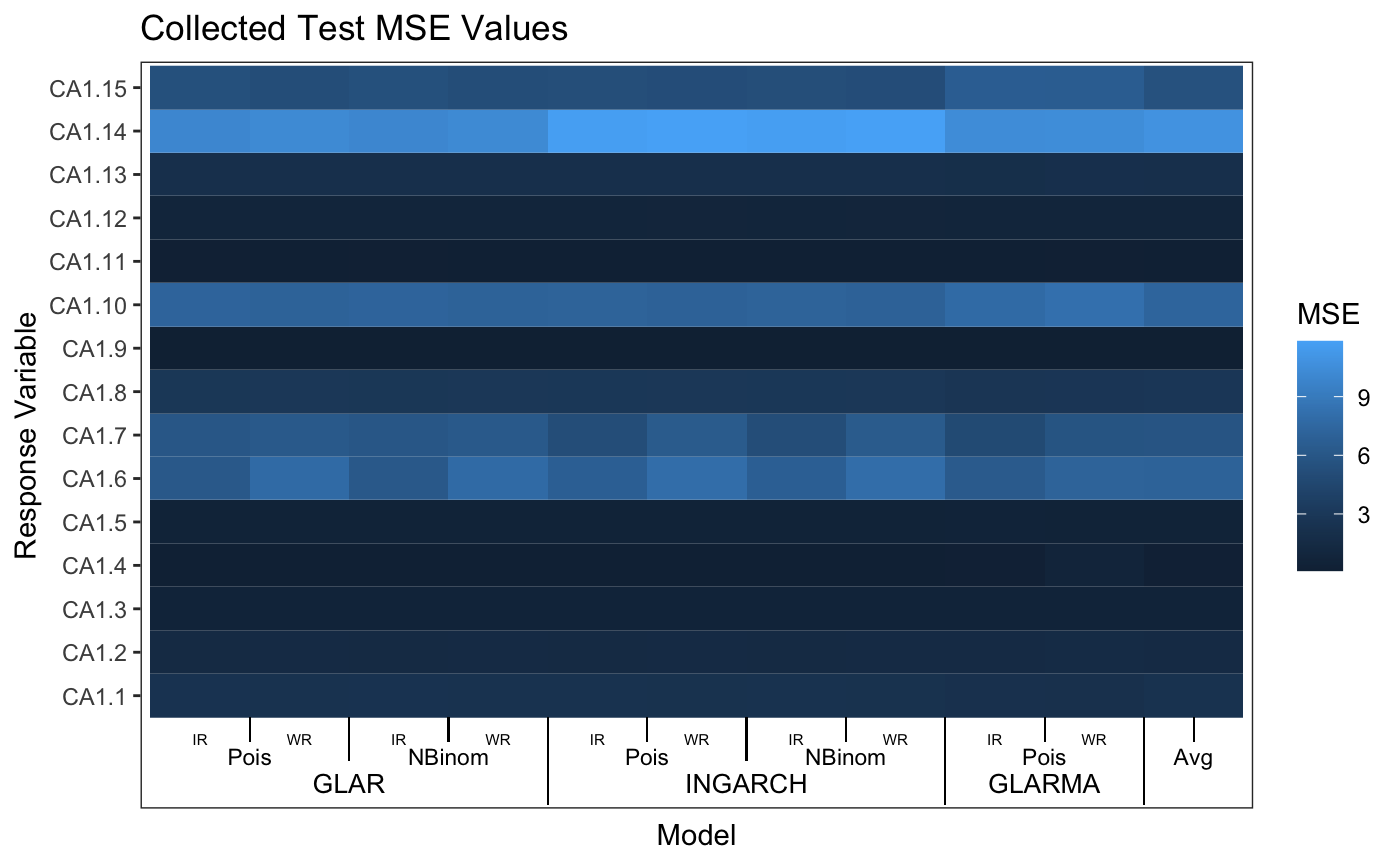 Collected Test MSE Values
Response Variable
CA1.15
CA1.14
CA1.13
CA1.12
CA1.11
CA1.10
CA1.9
CA1.8
CA1.7
CA1.6
CA1.5
CA1.4
CA1.3
CA1.2
CA1.1
IR WR IR WR IR WR IR WR IR WR
Pois NBinom Pois NBinom Pois Avg
GLAR INGARCH GLARMA
Model
MSE
9
6
3